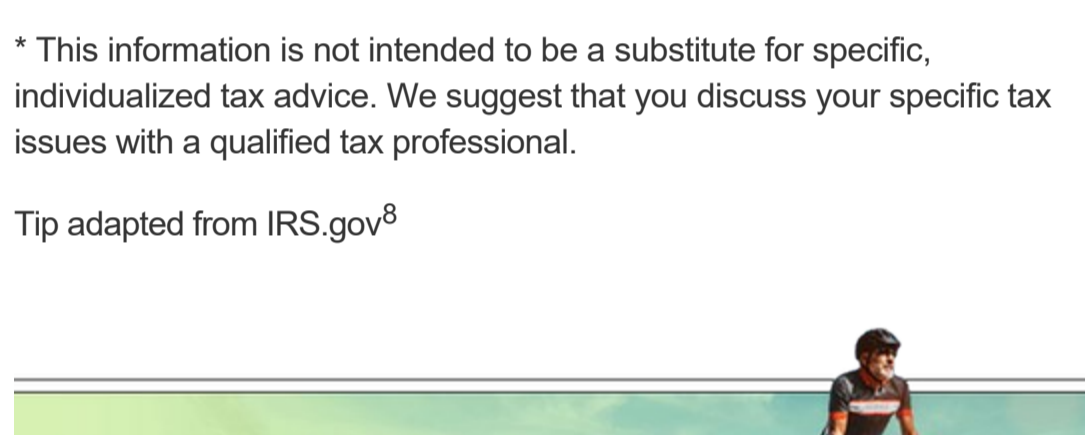 * This information is not intended to be a substitute for specific,
individualized tax advice. We suggest that you discuss your specific tax
issues with a qualified tax professional.
Tip adapted from IRS.gov8